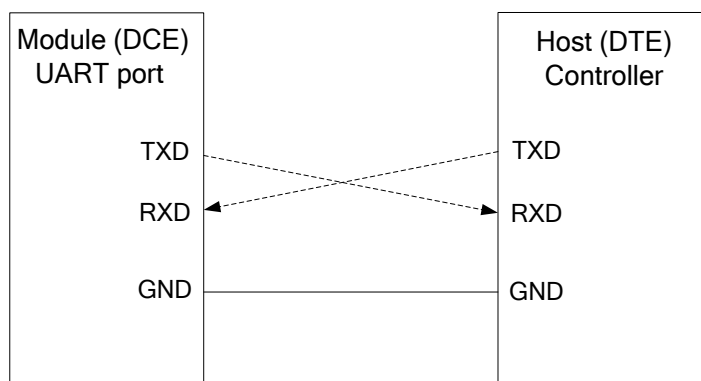 Module (DCE)
UART port
TXD
RXD
GND
Host (DTE)
Controller
TXD
RXD
GND